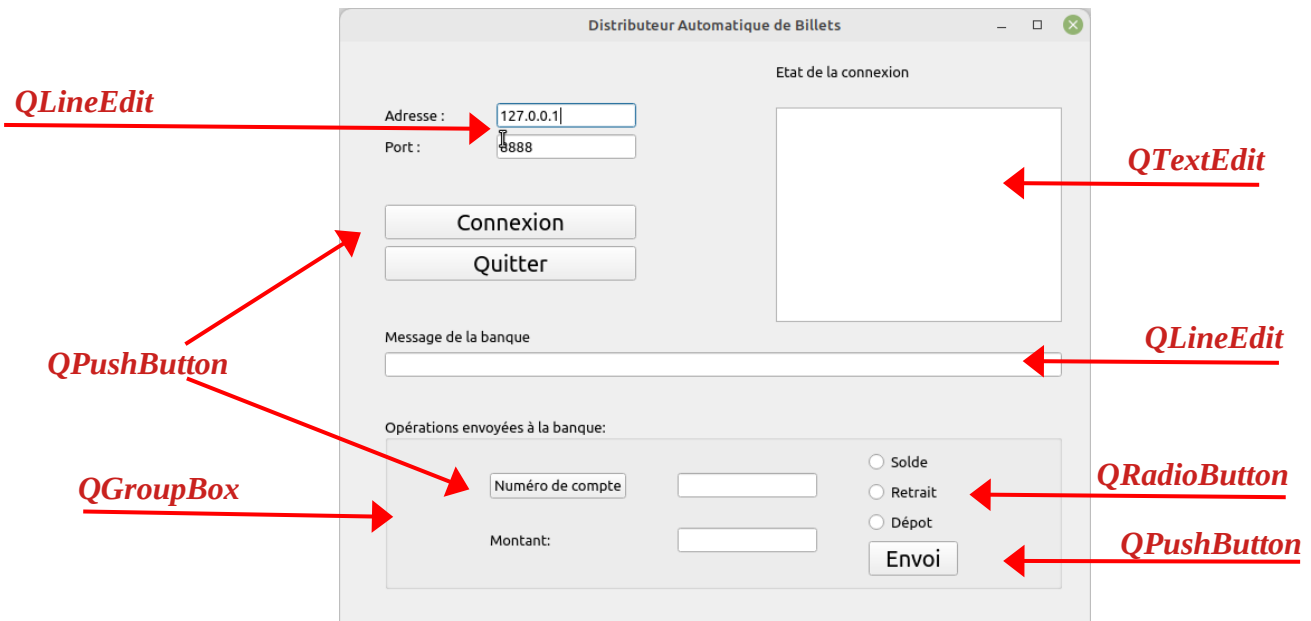 Distributeur Automatique de Billets
Etat de la connexion
QLineEdit
Adresse :
127.0.0.1
Port :
8888
QTextEdit
Connexion
Quitter
Message de la banque
QLineEdit
QPushButton
Opérations envoyées à la banque:
Solde
QRadioButton
QGroupBox
Numéro de compte
Retrait
Dépot
Montant:
QPushButton
Envoi